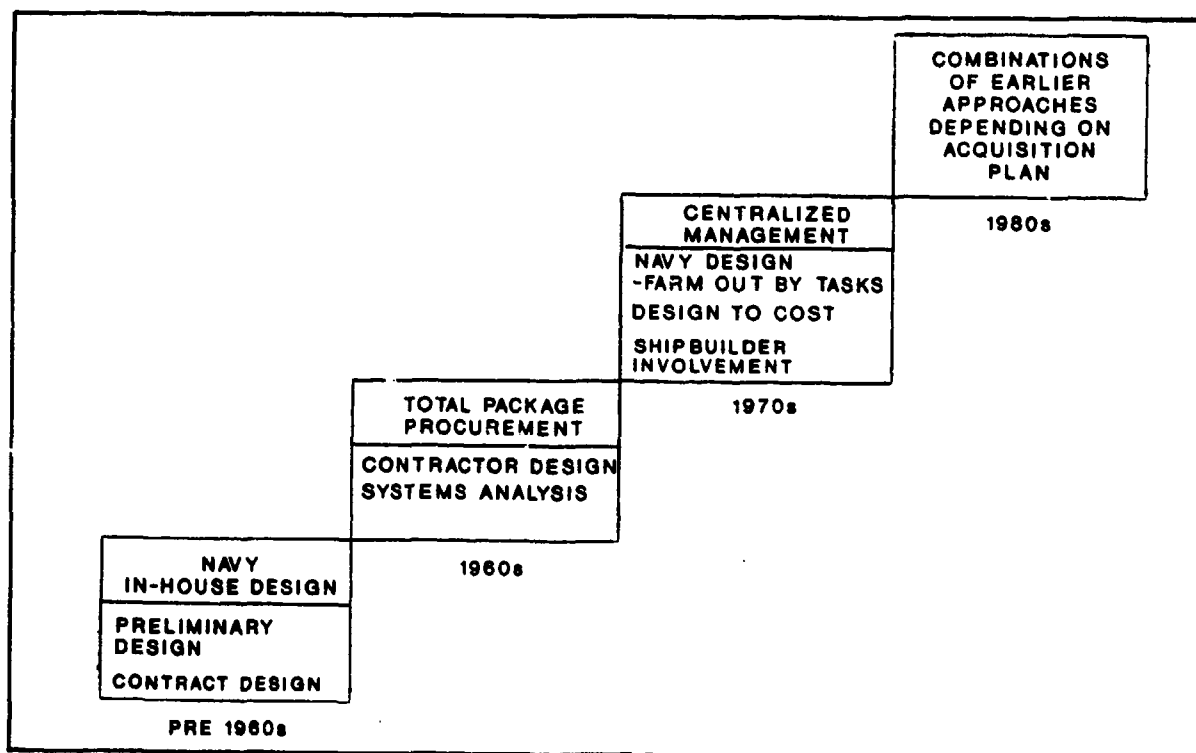 COMBINATIONS
OF EARLIER
APPROACHES
DEPENDING ON
ACQUISITION
PLAN
1980s
CENTRALIZED
MANAGEMENT
NAVY DESIGN
-FARM OUT BY TASKS
DESIGN TO COST
SHIPBUILDER
INVOLVEMENT
1970s
TOTAL PACKAGE
PROCUREMENT
CONTRACTOR DESIGN
SYSTEMS ANALYSIS
1960s
NAVY
IN-HOUSE DESIGN
PRELIMINARY
DESIGN
CONTRACT DESIGN
PRE 1960s